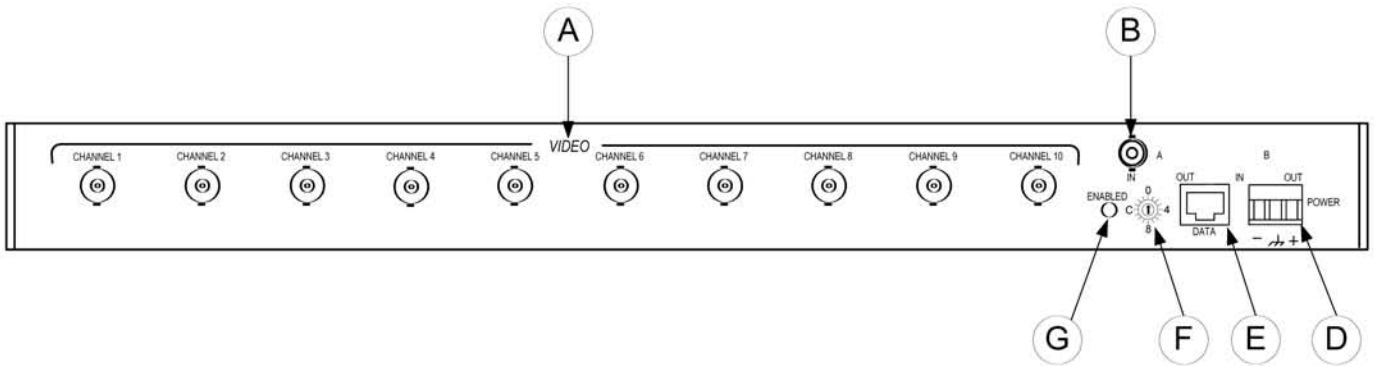 A
B
VIDEO
CHANNEL 1
CHANNEL 2
CHANNEL 3
CHANNEL 4
CHANNEL 5
CHANNEL 6
CHANNEL 7
CHANNEL 8
CHANNEL 9
CHANNEL 10
A
B
IN
OUT
IN
OUT
ENABLED
0
C
4
8
DATA
POWER
− +
G
F
E
D